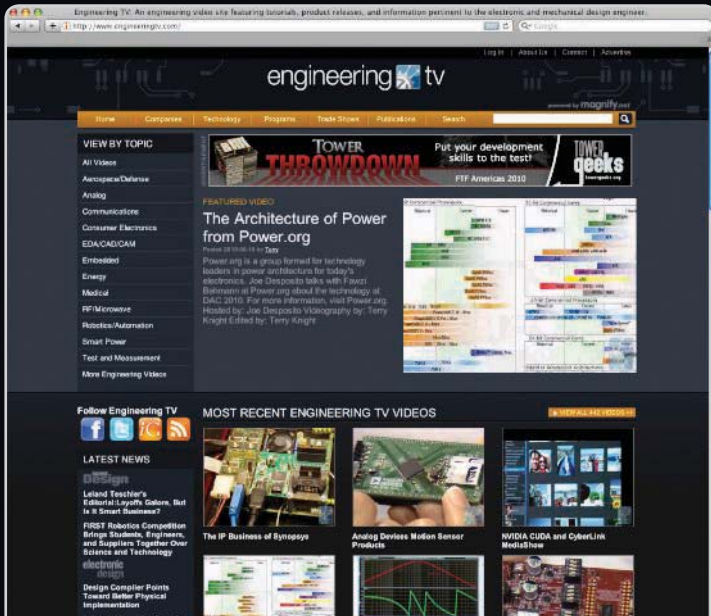 Engineering TV: An engineering video site featuring tutorials, product releases, and information pertinent to the electronic and mechanical design engineer.
http://www.engineeringtv.com/
Google
Log In | About Us | Contact | Advertise
engineering tv
powered by magnify.net
Home Companies Technology Programs Trade Shows Publications Search
VIEW BY TOPIC
All Videos
Aerospace/Defense
Analog
Communications
Consumer Electronics
EDA/CAD/CAM
Embedded
Energy
Medical
RF/Microwave
Robotics/Automation
Smart Power
Test and Measurement
More Engineering Videos
ADVERTISEMENT
TOWER
THROWDOWN
Put your development
skills to the test!
FTF Americas 2010
TOWER
geeks
towergeeks.org
FEATURED VIDEO
The Architecture of Power
from Power.org
by Terry
Power.org is a group formed for technology
leaders in power architecture for today's
electronics. Joe Desposito talks with Fawzi
Behmann at Power.org about the technology at
DAC 2010. For more information, visit Power.org.
Hosted by: Joe Desposito Videography by: Terry
Knight Edited by: Terry Knight
Follow Engineering TV
MOST RECENT ENGINEERING TV VIDEOS
VIEW ALL 442 VIDEOS >>
The IP Business of Synopsys
Analog Devices Motion Sensor
Products
NVIDIA CUDA and CyberLink
MediaShow
LATEST NEWS
Design
Leland Teschler's
Editorial:Layoffs Galore, But
Is It Smart Business?
FIRST Robotics Competition
Brings Students, Engineers,
and Suppliers Together Over
Science and Technology
electronic
design
Design Compiler Points
Toward Better Physical
Implementation